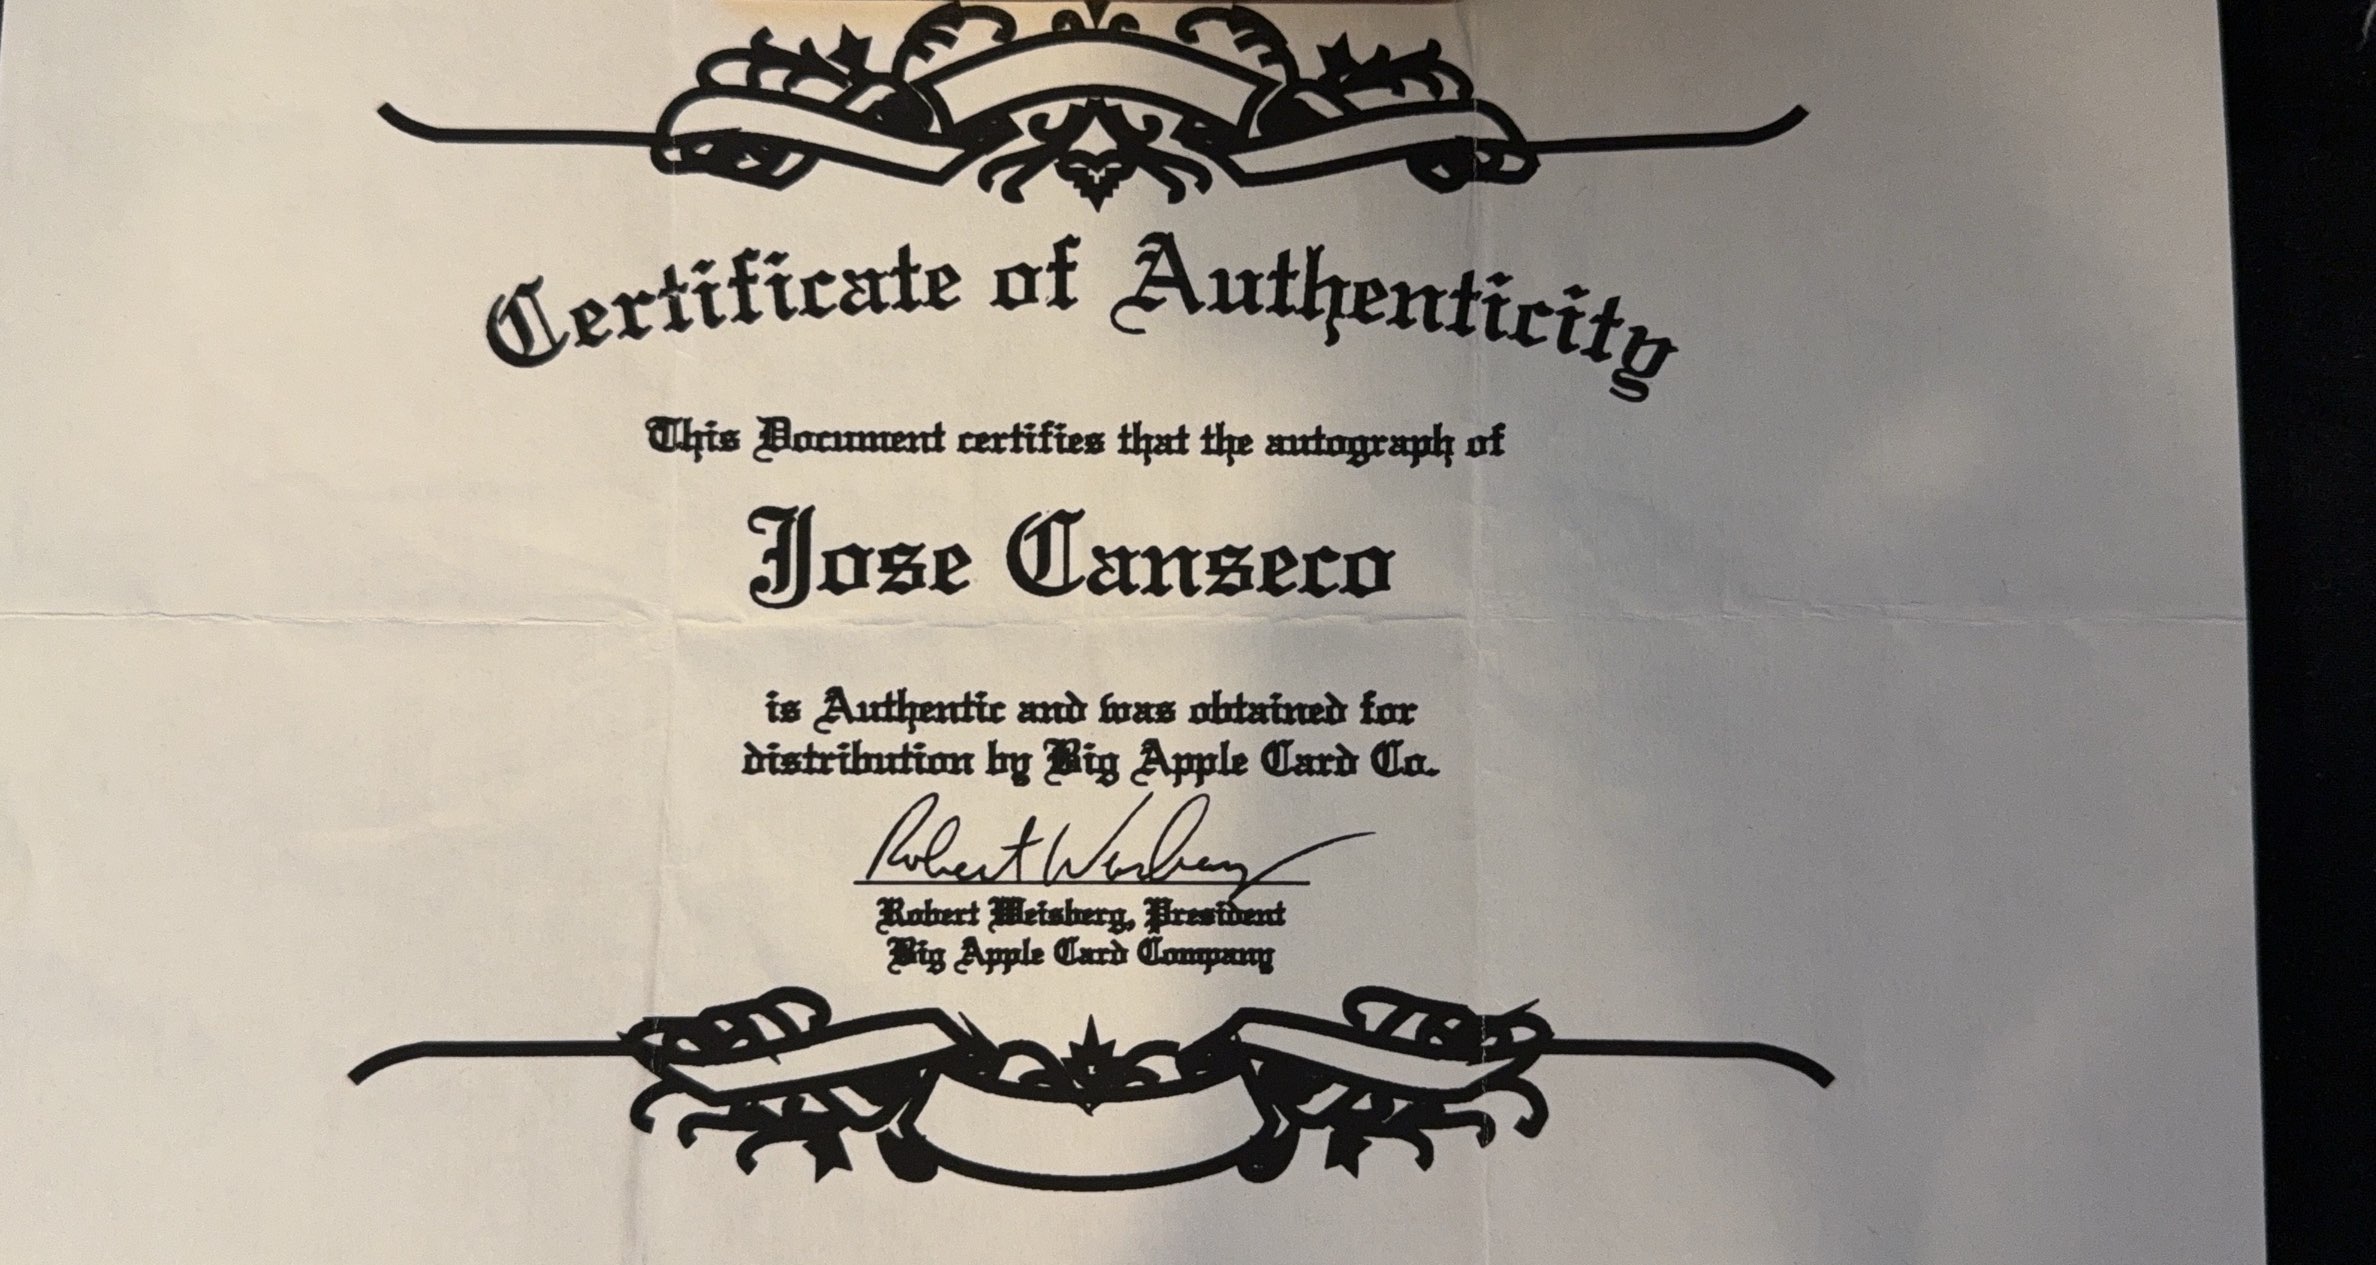 Certificate of Authenticity
This Document certifies that the autograph of
Jose Canseco
is Authentic and was obtained for
distribution by Big Apple Card Co.
Robert Weisberg
Robert Weisberg, President
Big Apple Card Company